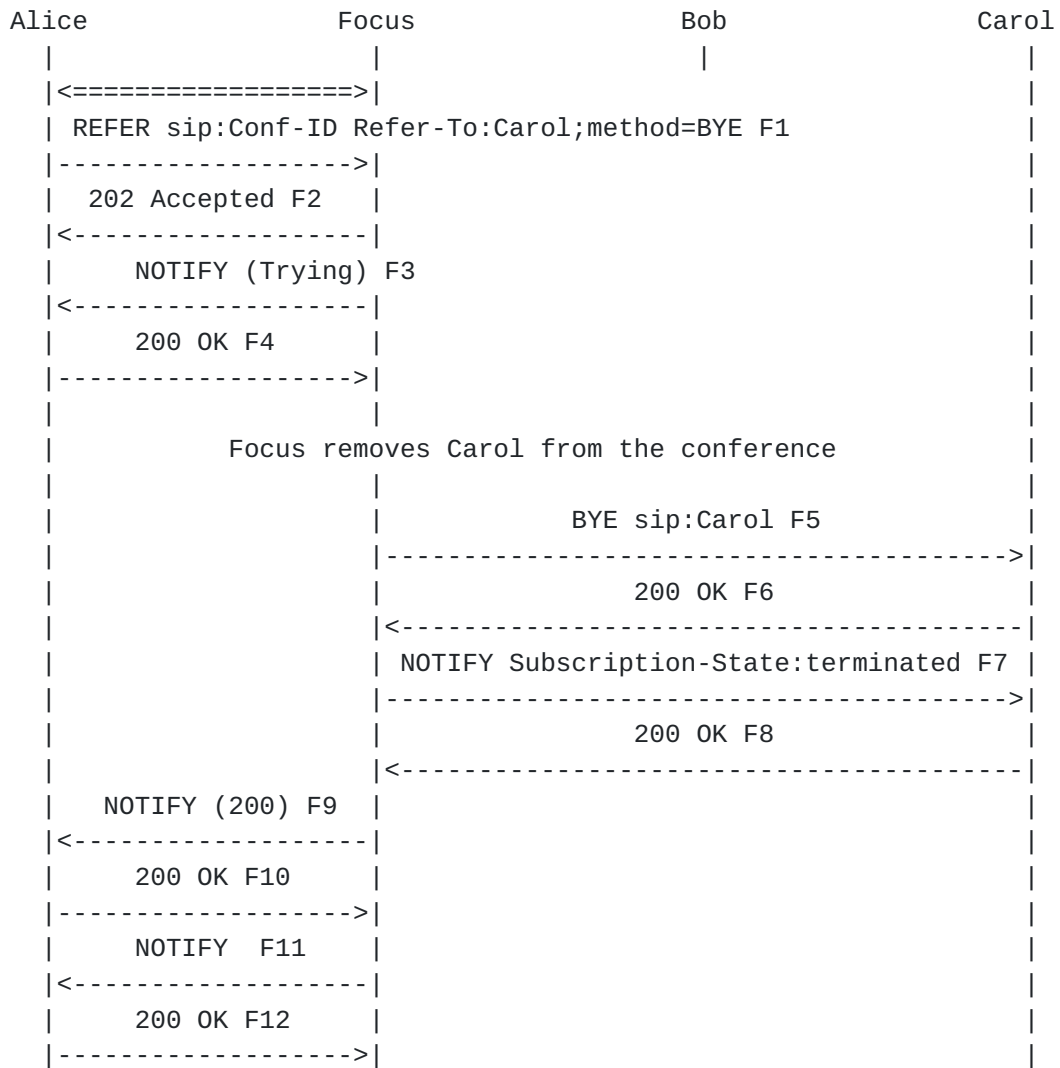 Alice Focus Bob Carol
| | | |
|<==================>| |
| REFER sip:Conf-ID Refer-To:Carol;method=BYE F1 |
|------------------->| |
| 202 Accepted F2 | |
|<-------------------| |
| NOTIFY (Trying) F3 |
|<-------------------| |
| 200 OK F4 | |
|------------------->| |
| | |
| Focus removes Carol from the conference |
| | |
| | BYE sip:Carol F5 |
| |---------------------------------------->|
| | 200 OK F6 |
| |<----------------------------------------|
| | NOTIFY Subscription-State:terminated F7 |
| |---------------------------------------->|
| | 200 OK F8 |
| |<----------------------------------------|
| NOTIFY (200) F9 | |
|<-------------------| |
| 200 OK F10 | |
|------------------->| |
| NOTIFY F11 | |
|<-------------------| |
| 200 OK F12 | |
|------------------->| |